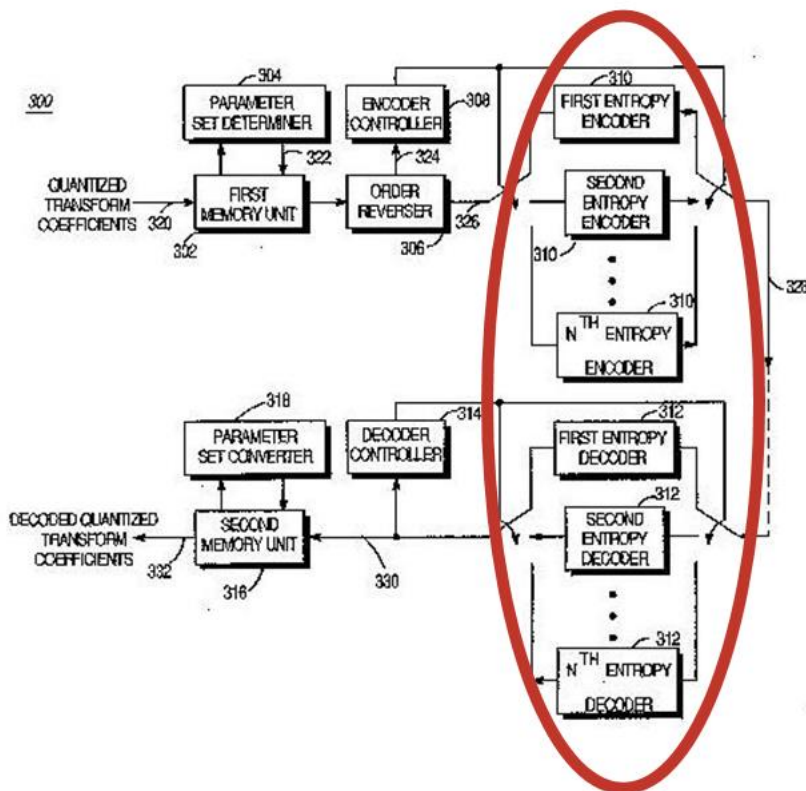 300
304
PARAMETER
SET DETERMINER
322
QUANTIZED
TRANSFORM
COEFFICIENTS
320
FIRST
MEMORY UNIT
302
ENCODER
CONTROLLER
308
324
ORDER
REVERSER
306
326
310
FIRST ENTROPY
ENCODER
SECOND
ENTROPY
ENCODER
310
310
N TH ENTROPY
ENCODER
328
318
PARAMETER
SET CONVERTER
DECODED QUANTIZED
TRANSFORM
COEFFICIENTS
332
SECOND
MEMORY UNIT
316
314
DECODER
CONTROLLER
330
312
FIRST ENTROPY
DECODER
312
SECOND
ENTROPY
DECODER
312
N TH ENTROPY
DECODER